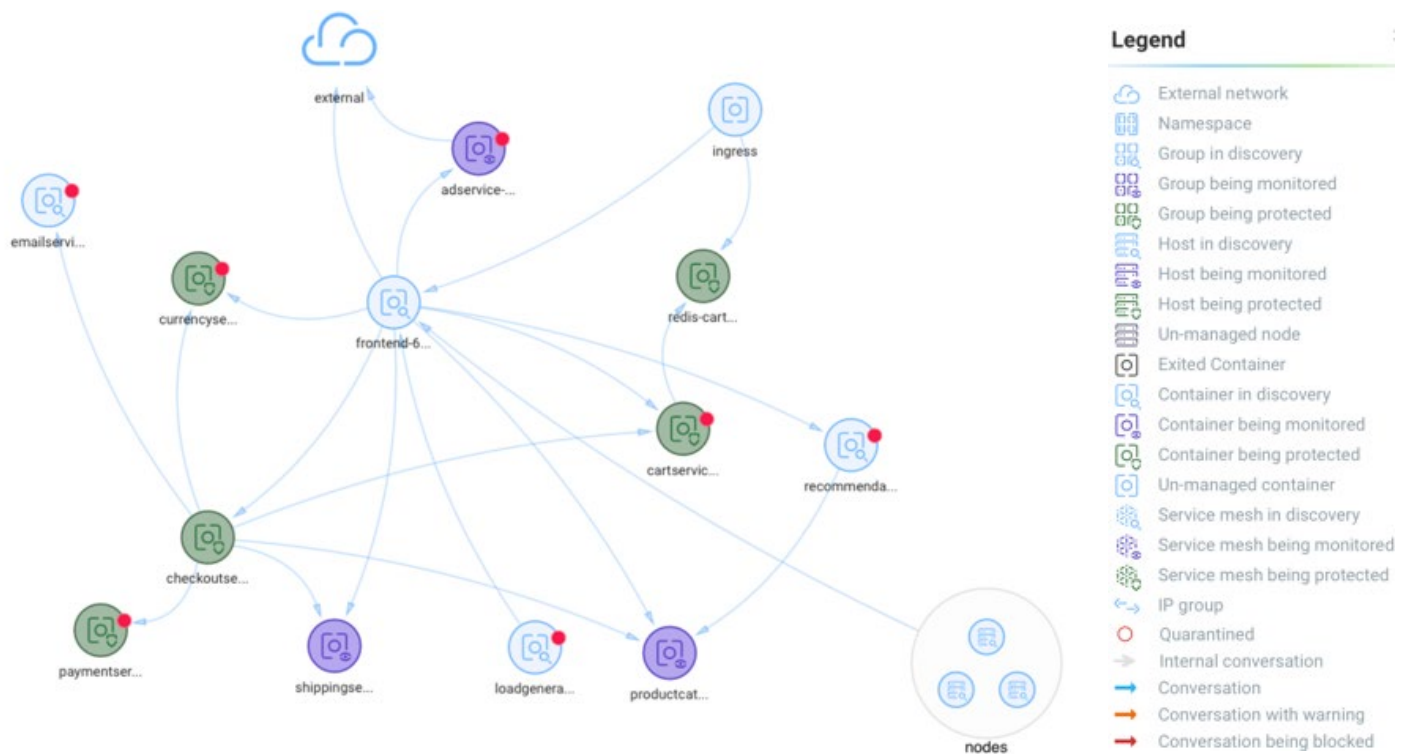 external
ingress
adservice-...
emailservi...
currencyse...
redis-cart...
frontend-6...
cartservic...
recommenda...
checkoutse...
paymentser...
shippingse...
loadgenera...
productcat...
nodes
Legend
External network
Namespace
Group in discovery
Group being monitored
Group being protected
Host in discovery
Host being monitored
Host being protected
Un-managed node
Exited Container
Container in discovery
Container being monitored
Container being protected
Un-managed container
Service mesh in discovery
Service mesh being monitored
Service mesh being protected
IP group
Quarantined
Internal conversation
Conversation
Conversation with warning
Conversation being blocked